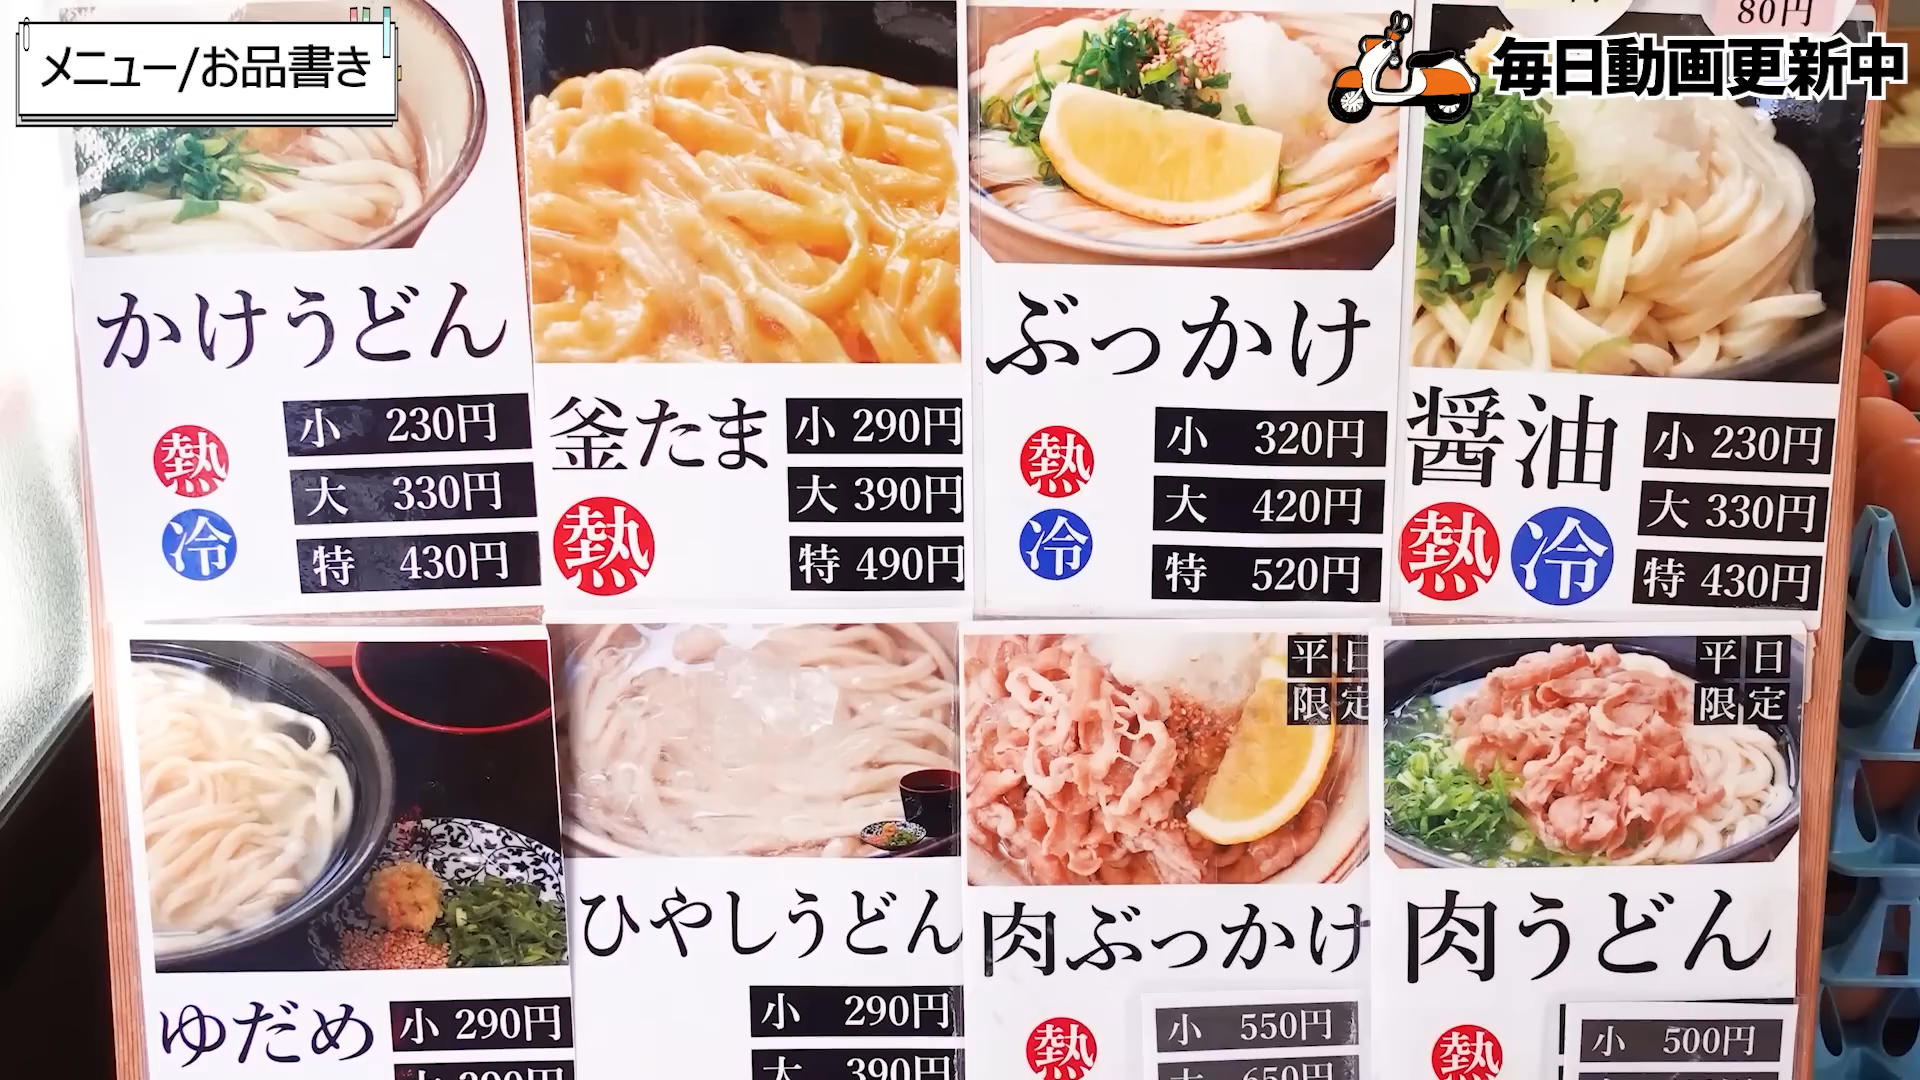 メニュー/お品書き
80円
毎日動画更新中
かけうどん
熱
冷
小 230円
大 330円
特 430円
釜たま
熱
小 290円
大 390円
特 490円
ぶっかけ
熱
冷
小 320円
大 420円
特 520円
醤油
熱 冷
小 230円
大 330円
特 430円
ゆだめ
小 290円
ひやしうどん
小 290円
大 390円
平日
限定
肉ぶっかけ
熱
小 550円
大 650円
平日
限定
肉うどん
熱
小 500円